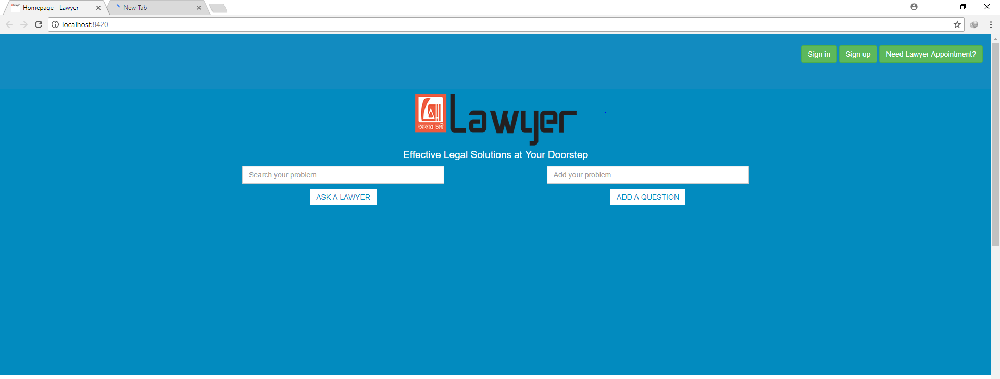 Homepage - Lawyer
New Tab
localhost:8420
Sign in
Sign up
Need Lawyer Appointment?
আমার চাই
Lawyer
Effective Legal Solutions at Your Doorstep
Search your problem
Add your problem
ASK A LAWYER
ADD A QUESTION